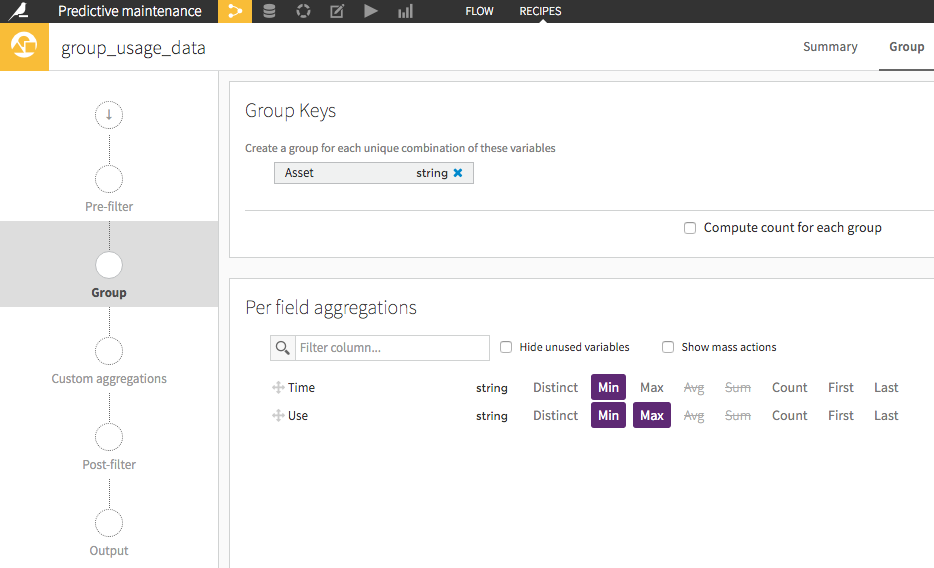 Predictive maintenance FLOW RECIPES
group_usage_data Summary Group
Pre-filter
Group
Custom aggregations
Post-filter
Output
Group Keys
Create a group for each unique combination of these variables
Asset string
Compute count for each group
Per field aggregations
Filter column... Hide unused variables Show mass actions
Time string Distinct Min Max Avg Sum Count First Last
Use string Distinct Min Max Avg Sum Count First Last